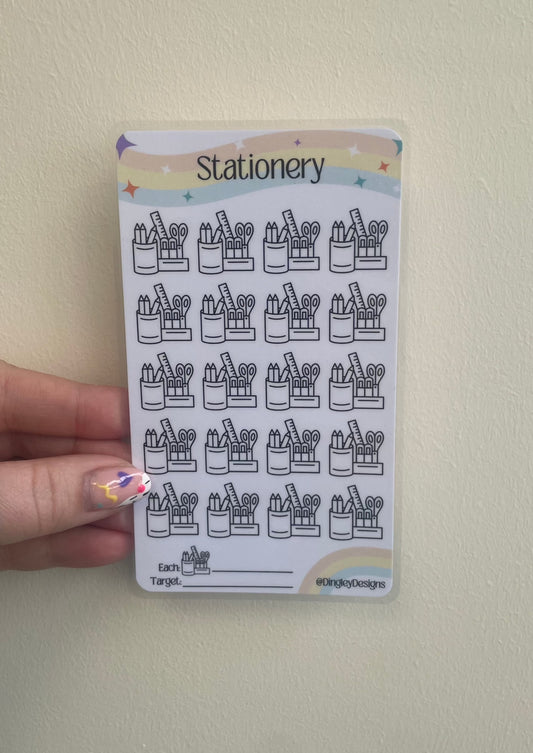 Stationery
Each:
Target:
@DingleyDesigns